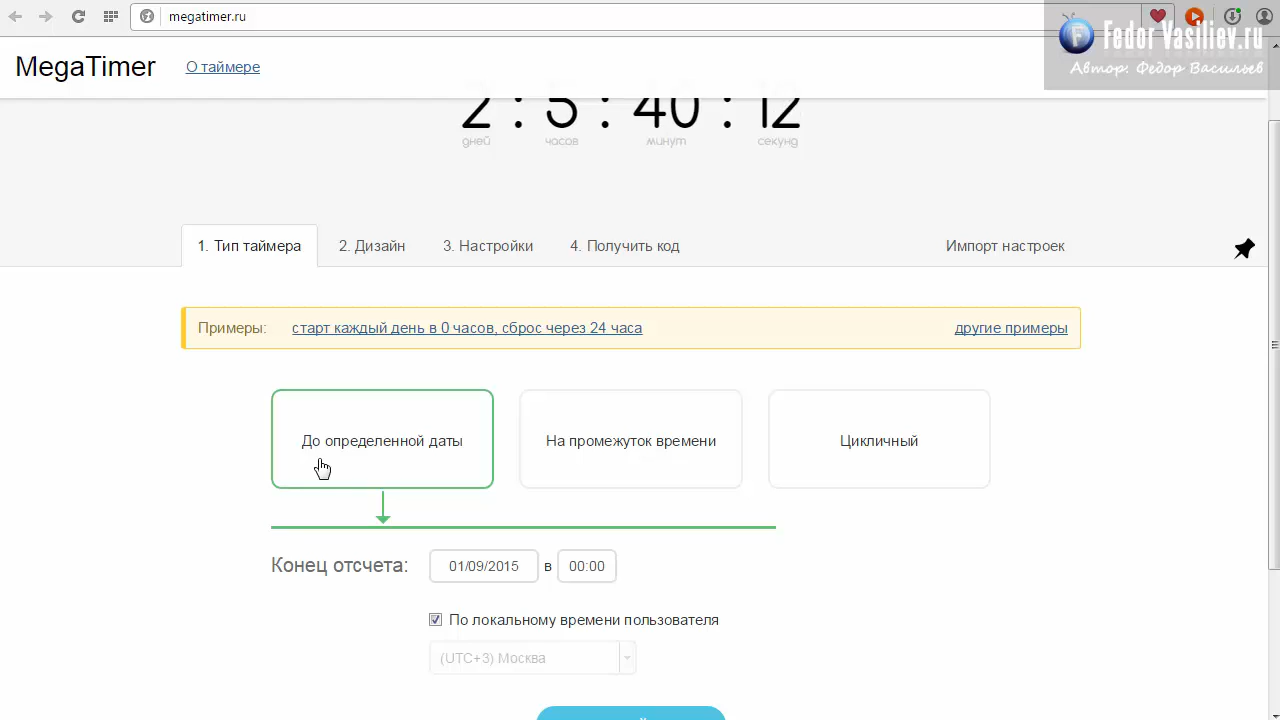 megatimer.ru
Fedor Vasiliev.ru
Автор: Федор Васильев
MegaTimer
О таймере
2 : 5 : 40 : 12
дней часов минут секунд
1. Тип таймера 2. Дизайн 3. Настройки 4. Получить код Импорт настроек
Примеры: старт каждый день в 0 часов, сброс через 24 часа другие примеры
До определенной даты На промежуток времени Цикличный
Конец отсчета: 01/09/2015 в 00:00
По локальному времени пользователя
(UTC+3) Москва